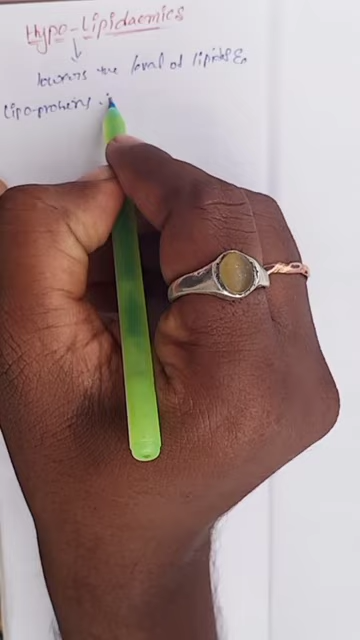 Hypo-Lipidaemics
lowers the level of lipids &
Lipo-proteins. i